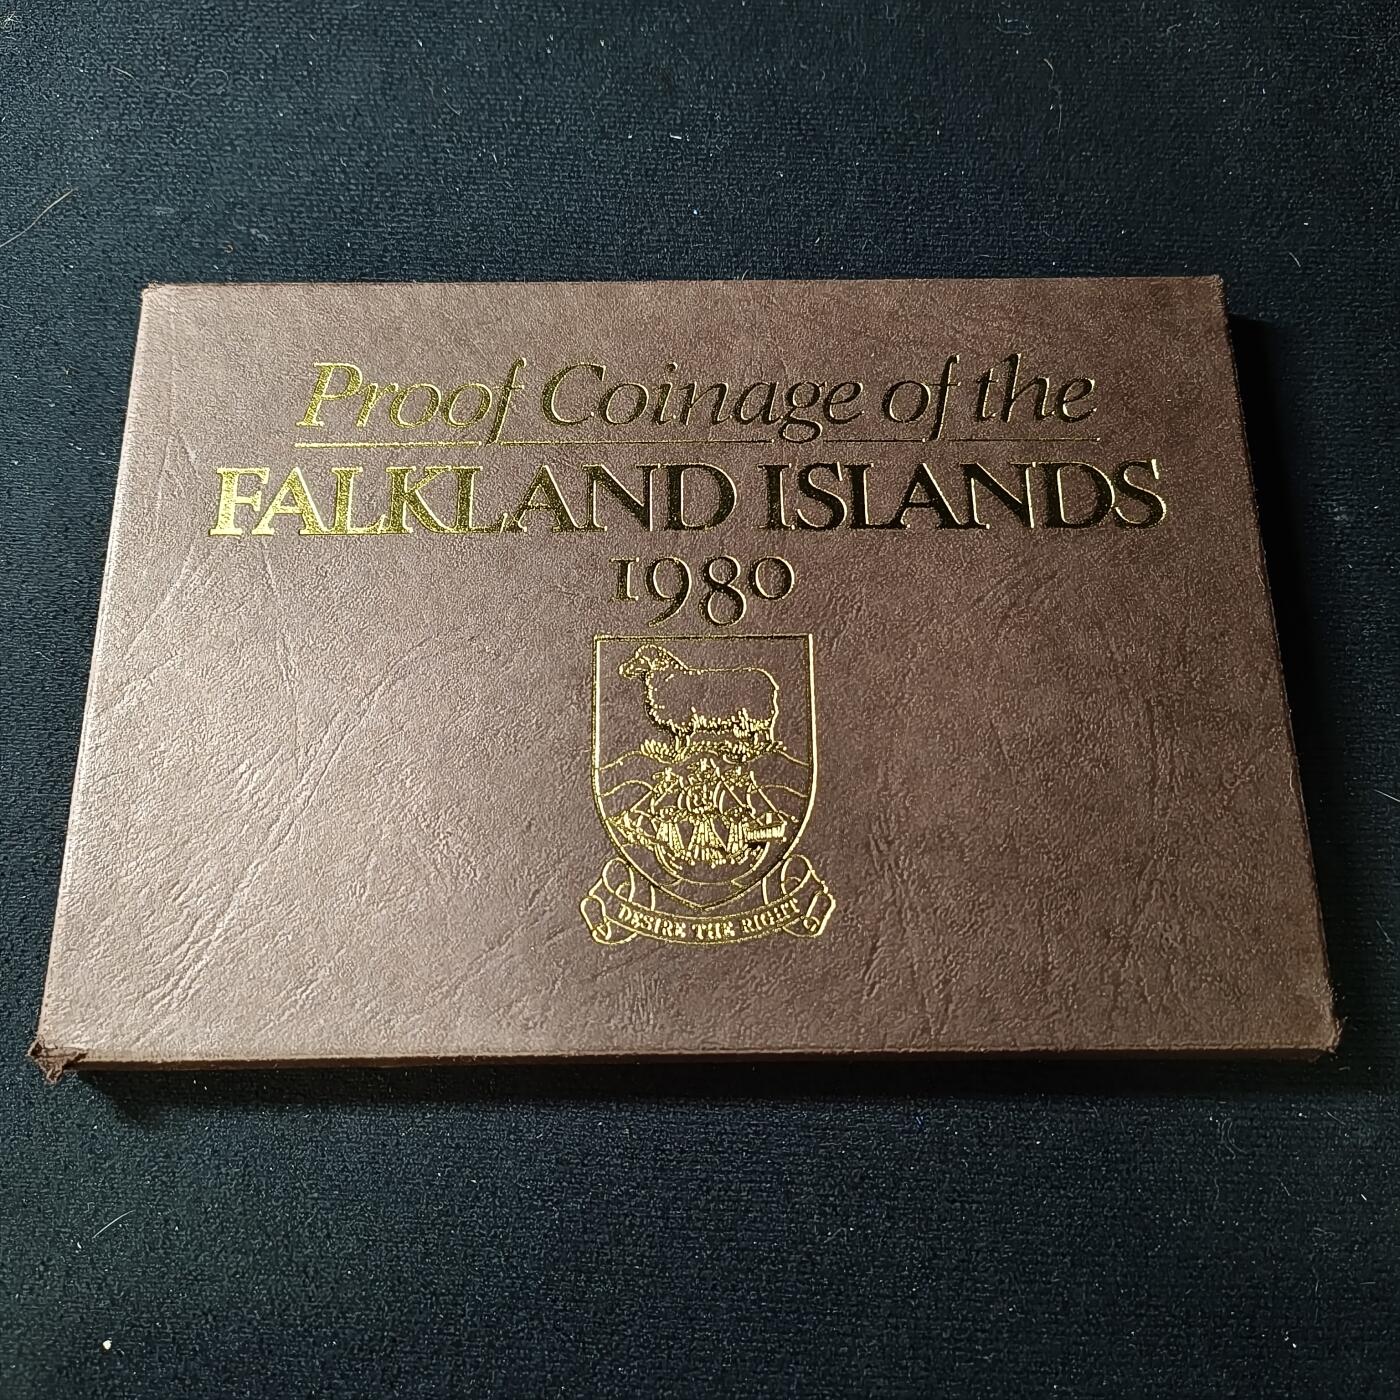 Proof Coinage of the
FALKLAND ISLANDS
1980
DESIRE THE RIGHT